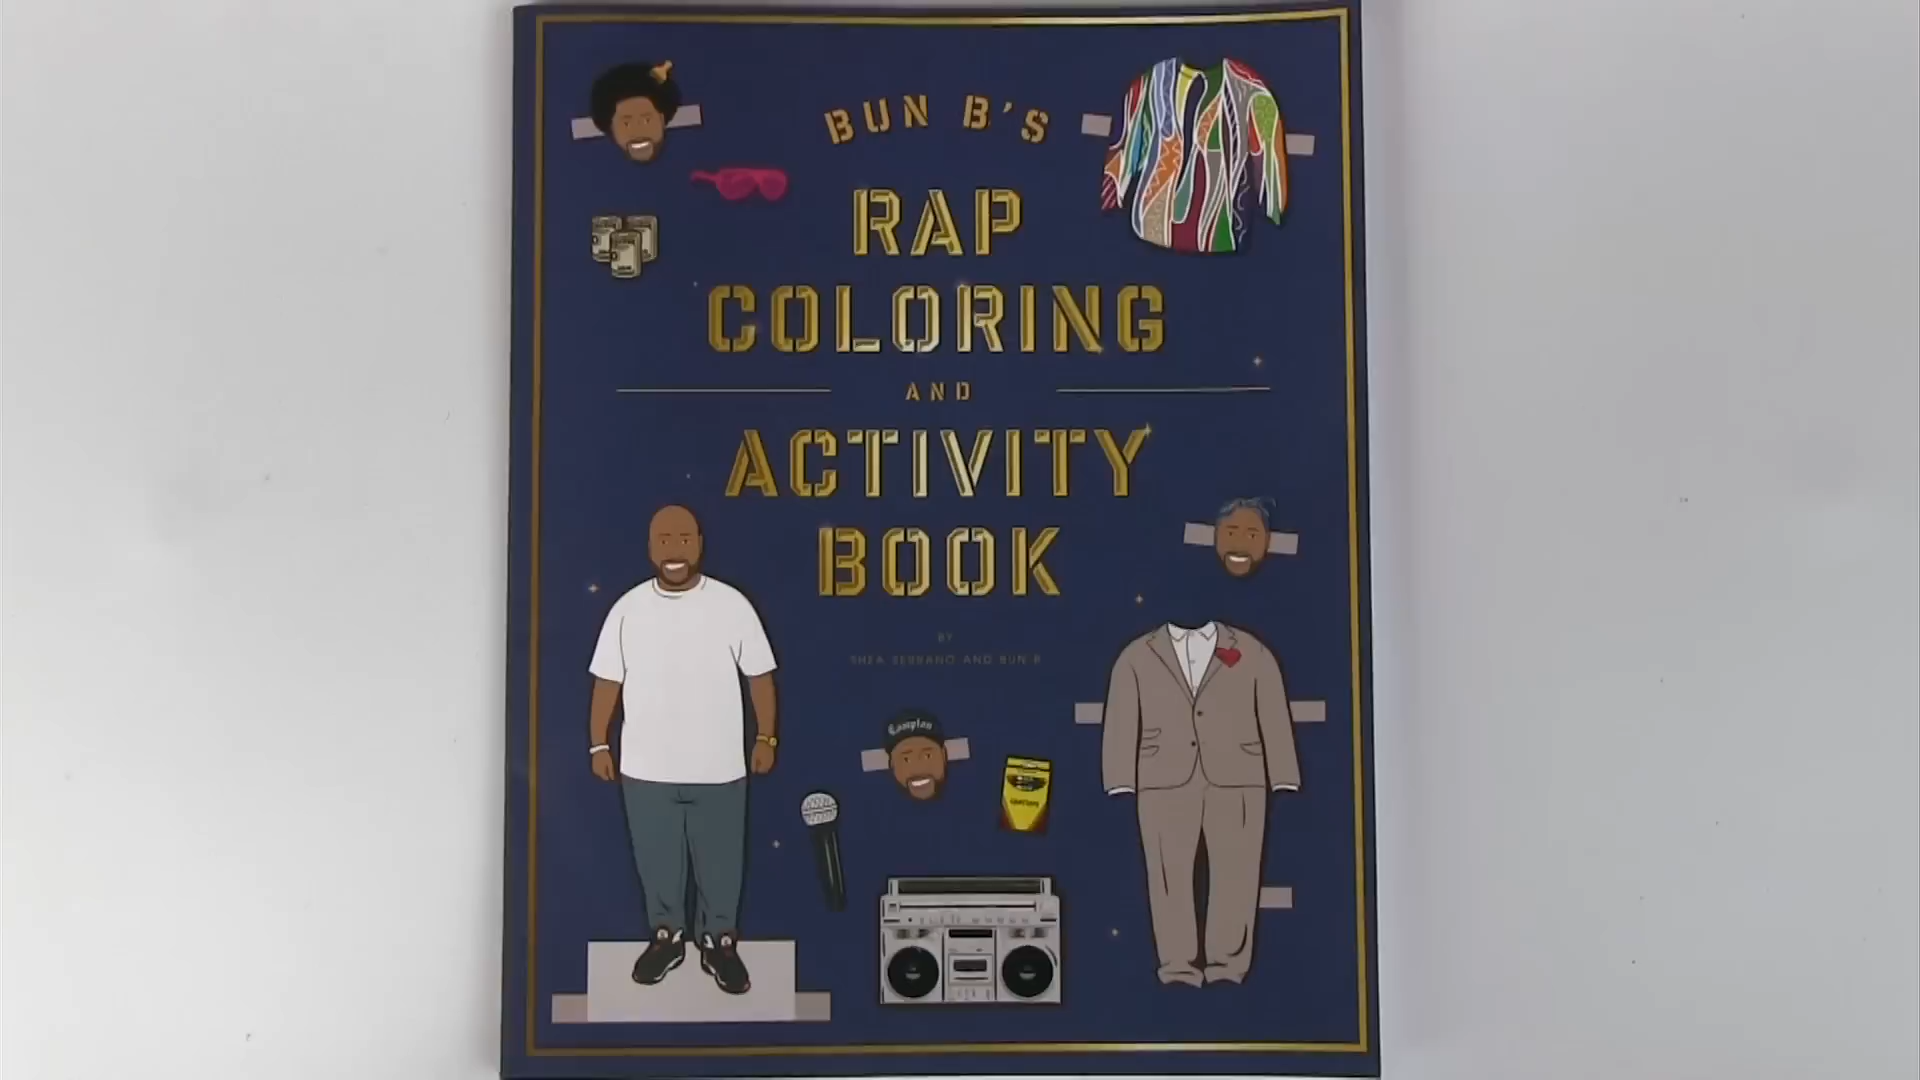 BUN B'S
RAP
COLORING
AND
ACTIVITY
BOOK
BY
SHEA SERRANO AND BUN B
Compton